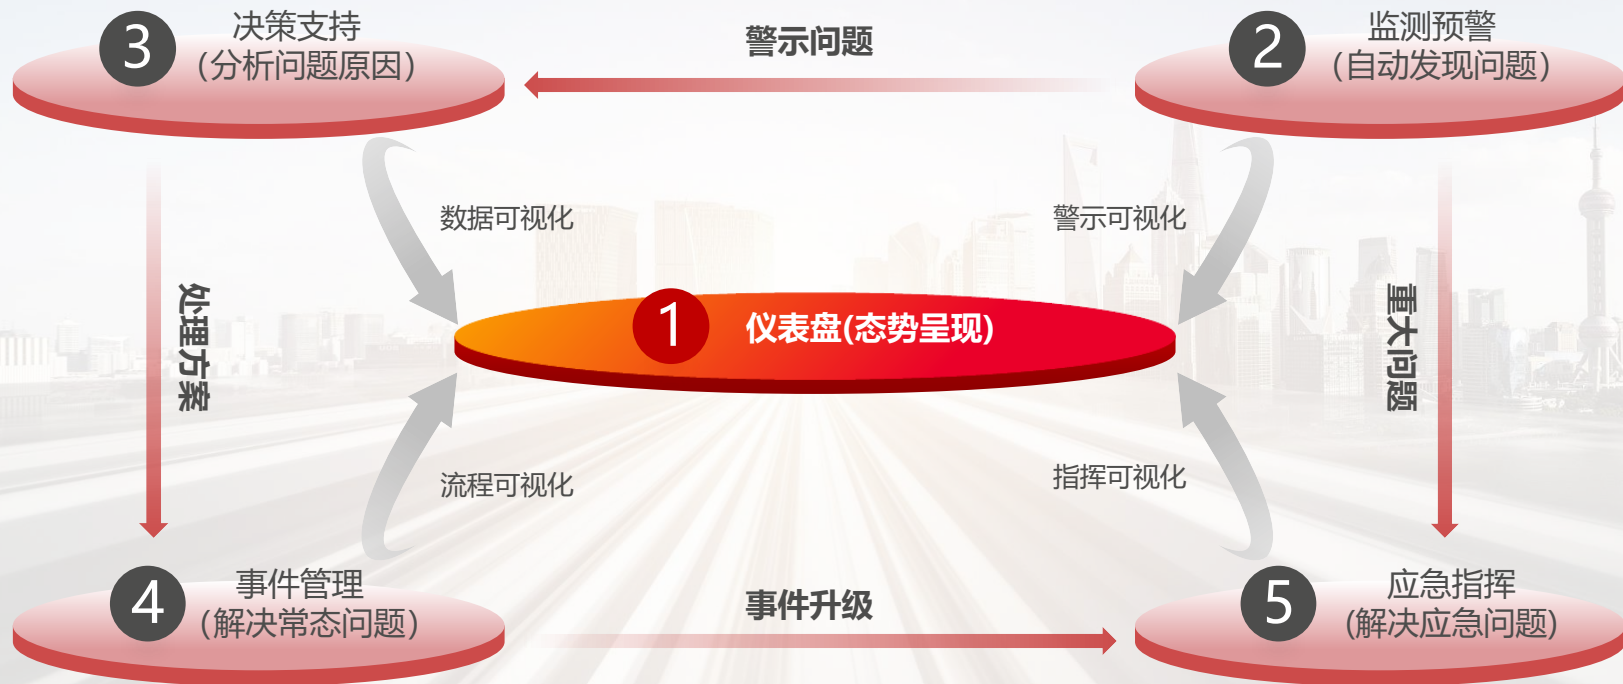 3
决策支持
（分析问题原因）
警示问题
2
监测预警
（自动发现问题）
数据可视化
警示可视化
处理方案
1
仪表盘(态势呈现)
重大问题
流程可视化
指挥可视化
4
事件管理
（解决常态问题）
事件升级
5
应急指挥
(解决应急问题)